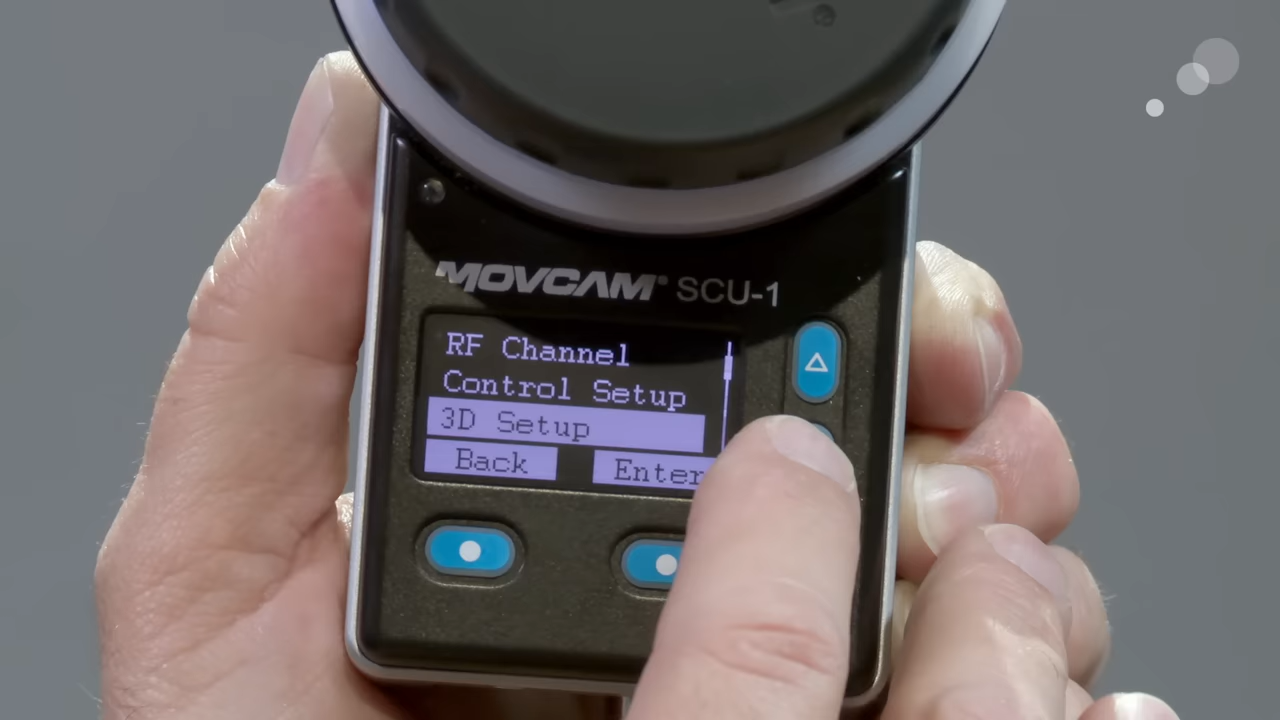 MOVCAM SCU-1
RF Channel
Control Setup
3D Setup
Back Enter